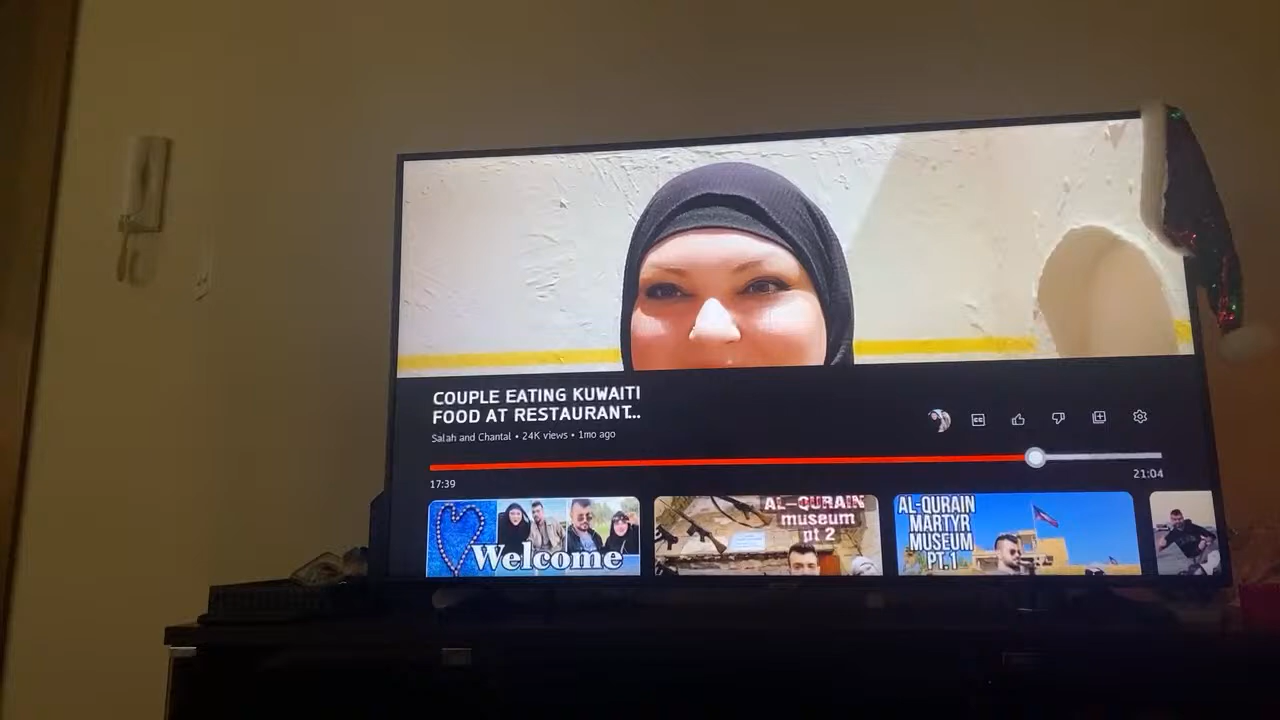 COUPLE EATING KUWAITI
FOOD AT RESTAURANT...
Salah and Chantal • 24K views • 1mo ago
17:39
21:04
Welcome
AL-QURAIN
museum
pt 2
AL-QURAIN
MARTYR
MUSEUM
PT.1